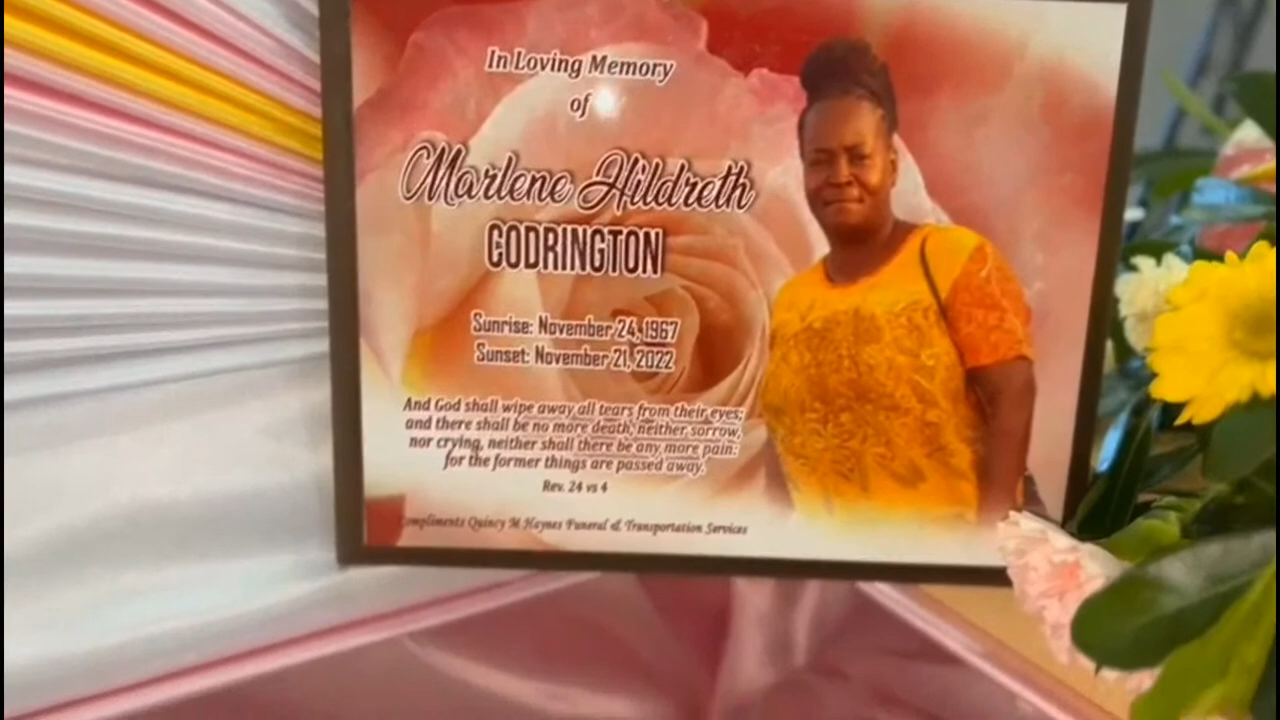 In Loving Memory
of
Marlene Hildreth
CODRINGTON
Sunrise: November 24, 1967
Sunset: November 21, 2022
And God shall wipe away all tears from their eyes;
and there shall be no more death, neither sorrow,
nor crying, neither shall there be any more pain:
for the former things are passed away.
Rev. 24 vs 4
Compliments Quincy M Haynes Funeral & Transportation Services